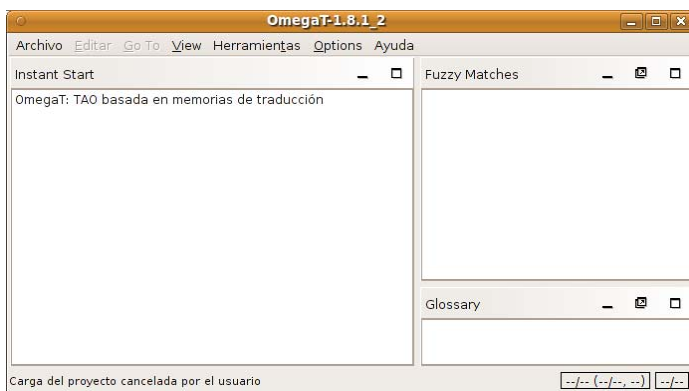 OmegaT-1.8.1_2
Archivo Editar Go To View Herramientas Options Ayuda
Instant Start
OmegaT: TAO basada en memorias de traducción
Fuzzy Matches
Glossary
Carga del proyecto cancelada por el usuario
--/-- (--/--, --) --/--